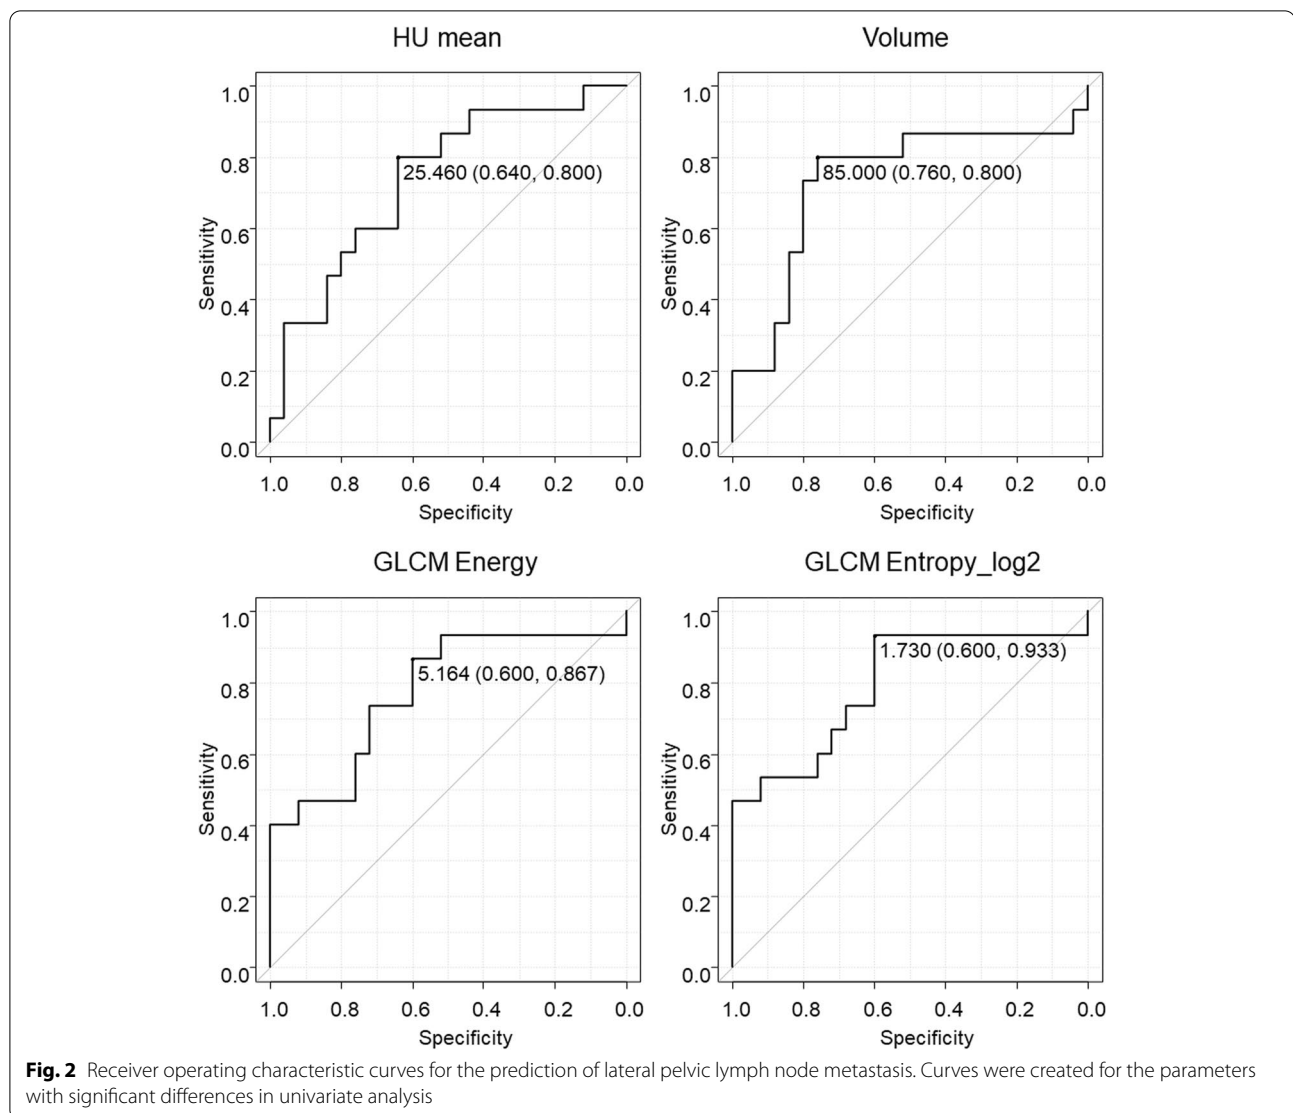 HU mean
1.0
0.8
0.6
0.4
0.2
0.0
Sensitivity
25.460 (0.640, 0.800)
1.0 0.8 0.6 0.4 0.2 0.0
Specificity
Volume
1.0
0.8
0.6
0.4
0.2
0.0
Sensitivity
85.000 (0.760, 0.800)
1.0 0.8 0.6 0.4 0.2 0.0
Specificity
GLCM Energy
1.0
0.8
0.6
0.4
0.2
0.0
Sensitivity
5.164 (0.600, 0.867)
1.0 0.8 0.6 0.4 0.2 0.0
Specificity
GLCM Entropy_log2
1.0
0.8
0.6
0.4
0.2
0.0
Sensitivity
1.730 (0.600, 0.933)
1.0 0.8 0.6 0.4 0.2 0.0
Specificity
Fig. 2 Receiver operating characteristic curves for the prediction of lateral pelvic lymph node metastasis. Curves were created for the parameters
with significant differences in univariate analysis